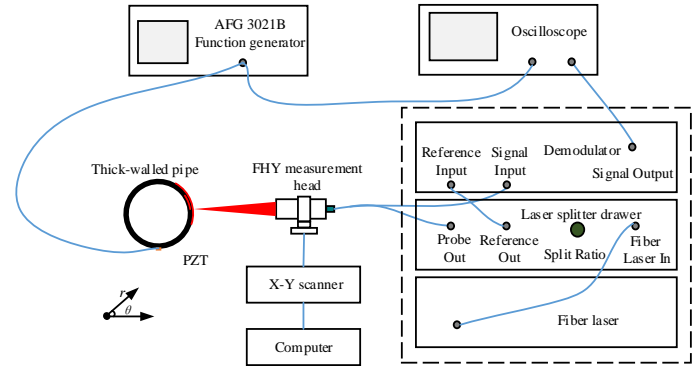 AFG 3021B
Function generator
Oscilloscope
Thick-walled pipe
PZT
r
θ
FHY measurement
head
X-Y scanner
Computer
Reference
Input
Signal
Input
Demodulator
Signal Output
Laser splitter drawer
Probe
Out
Reference
Out
Split Ratio
Fiber
Laser In
Fiber laser